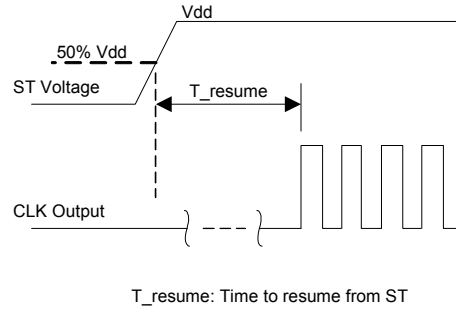 Vdd
50% Vdd
ST Voltage
T_resume
CLK Output
T_resume: Time to resume from ST